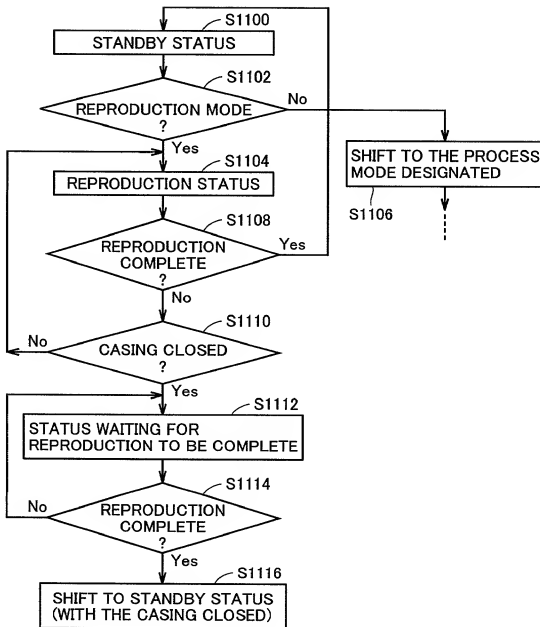 S1100
STANDBY STATUS
S1102
REPRODUCTION MODE
?
No
Yes
SHIFT TO THE PROCESS
MODE DESIGNATED
S1106
S1104
REPRODUCTION STATUS
S1108
REPRODUCTION
COMPLETE
?
Yes
No
S1110
CASING CLOSED
?
No
Yes
S1112
STATUS WAITING FOR
REPRODUCTION TO BE COMPLETE
S1114
REPRODUCTION
COMPLETE
?
No
Yes
S1116
SHIFT TO STANDBY STATUS
(WITH THE CASING CLOSED)